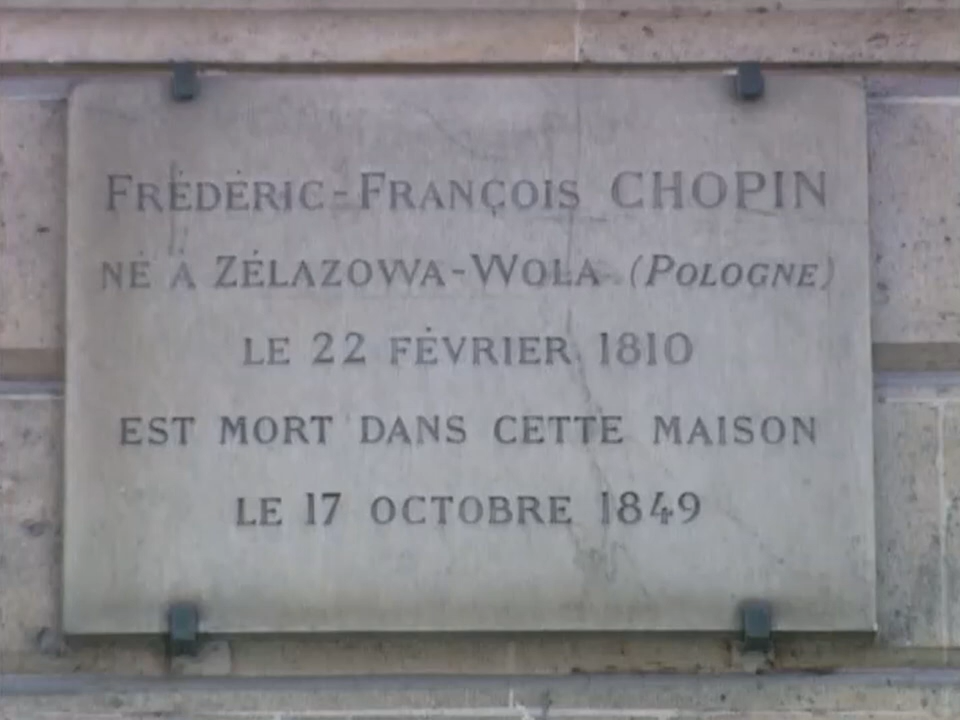 FRÉDÉRIC-FRANÇOIS CHOPIN
NÉ À ZÉLAZOWA-WOLA (POLOGNE)
LE 22 FÉVRIER 1810
EST MORT DANS CETTE MAISON
LE 17 OCTOBRE 1849